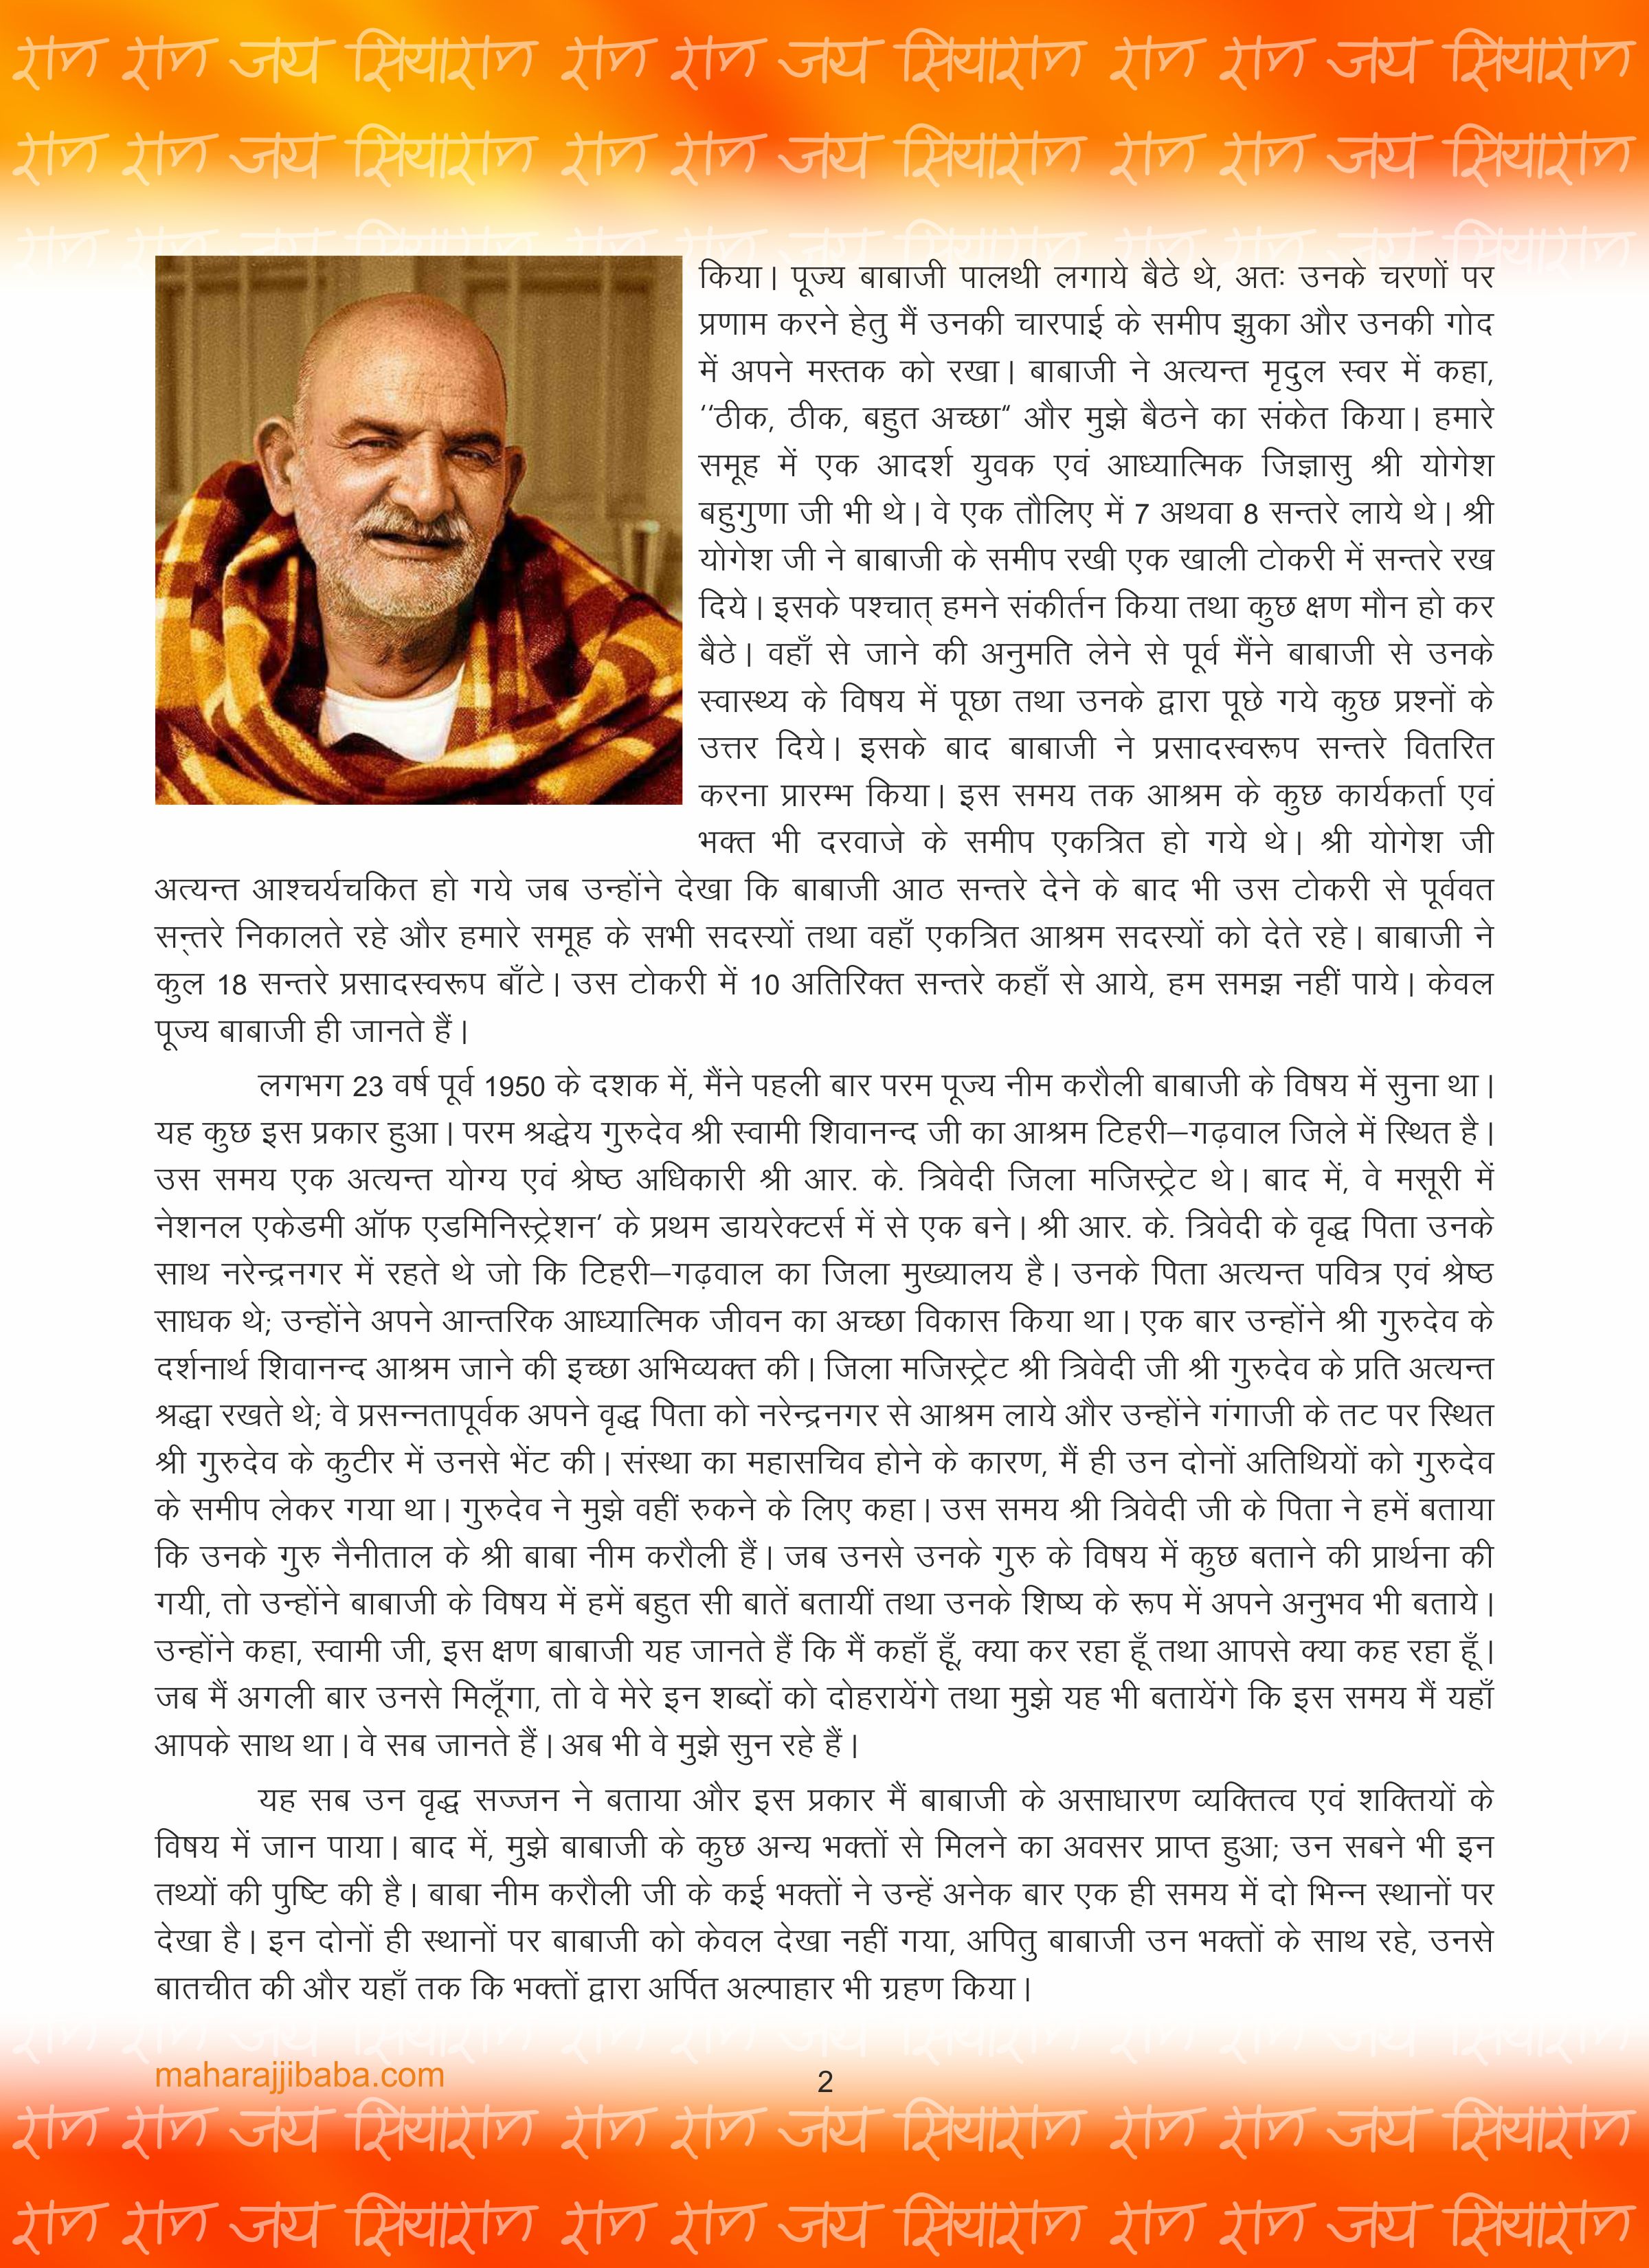 राम राम जय सियाराम राम राम जय सियाराम राम राम जय सियाराम
राम राम जय सियाराम राम राम जय सियाराम राम राम जय सियाराम
राम राम जय सियाराम राम राम जय सियाराम राम राम जय सियाराम
किया। पूज्य बाबाजी पालथी लगाये बैठे थे, अतः उनके चरणों पर
प्रणाम करने हेतु मैं उनकी चारपाई के समीप झुका और उनकी गोद
में अपने मस्तक को रखा। बाबाजी ने अत्यन्त मृदुल स्वर में कहा,
‘‘ठीक, ठीक, बहुत अच्छा‘‘ और मुझे बैठने का संकेत किया। हमारे
समूह में एक आदर्श युवक एवं आध्यात्मिक जिज्ञासु श्री योगेश
बहुगुणा जी भी थे। वे एक तौलिए में 7 अथवा 8 सन्तरे लाये थे। श्री
योगेश जी ने बाबाजी के समीप रखी एक खाली टोकरी में सन्तरे रख
दिये। इसके पश्चात् हमने संकीर्तन किया तथा कुछ क्षण मौन हो कर
बैठे। वहाँ से जाने की अनुमति लेने से पूर्व मैंने बाबाजी से उनके
स्वास्थ्य के विषय में पूछा तथा उनके द्वारा पूछे गये कुछ प्रश्नों के
उत्तर दिये। इसके बाद बाबाजी ने प्रसादस्वरूप सन्तरे वितरित
करना प्रारम्भ किया। इस समय तक आश्रम के कुछ कार्यकर्ता एवं
भक्त भी दरवाजे के समीप एकत्रित हो गये थे। श्री योगेश जी
अत्यन्त आश्चर्यचकित हो गये जब उन्होंने देखा कि बाबाजी आठ सन्तरे देने के बाद भी उस टोकरी से पूर्ववत
सन्तरे निकालते रहे और हमारे समूह के सभी सदस्यों तथा वहाँ एकत्रित आश्रम सदस्यों को देते रहे। बाबाजी ने
कुल 18 सन्तरे प्रसादस्वरूप बाँटे। उस टोकरी में 10 अतिरिक्त सन्तरे कहाँ से आये, हम समझ नहीं पाये। केवल
पूज्य बाबाजी ही जानते हैं।
लगभग 23 वर्ष पूर्व 1950 के दशक में, मैंने पहली बार परम पूज्य नीम करौली बाबाजी के विषय में सुना था।
यह कुछ इस प्रकार हुआ। परम श्रद्धेय गुरुदेव श्री स्वामी शिवानन्द जी का आश्रम टिहरी–गढ़वाल जिले में स्थित है।
उस समय एक अत्यन्त योग्य एवं श्रेष्ठ अधिकारी श्री आर. के. त्रिवेदी जिला मजिस्ट्रेट थे। बाद में, वे मसूरी में
नेशनल एकेडमी ऑफ एडमिनिस्ट्रेशन’ के प्रथम डायरेक्टर्स में से एक बने। श्री आर. के. त्रिवेदी के वृद्ध पिता उनके
साथ नरेन्द्रनगर में रहते थे जो कि टिहरी–गढ़वाल का जिला मुख्यालय है। उनके पिता अत्यन्त पवित्र एवं श्रेष्ठ
साधक थे; उन्होंने अपने आन्तरिक आध्यात्मिक जीवन का अच्छा विकास किया था। एक बार उन्होंने श्री गुरुदेव के
दर्शनार्थ शिवानन्द आश्रम जाने की इच्छा अभिव्यक्त की। जिला मजिस्ट्रेट श्री त्रिवेदी जी श्री गुरुदेव के प्रति अत्यन्त
श्रद्धा रखते थे; वे प्रसन्नतापूर्वक अपने वृद्ध पिता को नरेन्द्रनगर से आश्रम लाये और उन्होंने गंगाजी के तट पर स्थित
श्री गुरुदेव के कुटीर में उनसे भेंट की। संस्था का महासचिव होने के कारण, मैं ही उन दोनों अतिथियों को गुरुदेव
के समीप लेकर गया था। गुरुदेव ने मुझे वहीं रुकने के लिए कहा। उस समय श्री त्रिवेदी जी के पिता ने हमें बताया
कि उनके गुरु नैनीताल के श्री बाबा नीम करौली हैं। जब उनसे उनके गुरु के विषय में कुछ बताने की प्रार्थना की
गयी, तो उन्होंने बाबाजी के विषय में हमें बहुत सी बातें बतायीं तथा उनके शिष्य के रूप में अपने अनुभव भी बताये।
उन्होंने कहा, स्वामी जी, इस क्षण बाबाजी यह जानते हैं कि मैं कहाँ हूँ, क्या कर रहा हूँ तथा आपसे क्या कह रहा हूँ।
जब मैं अगली बार उनसे मिलूँगा, तो वे मेरे इन शब्दों को दोहरायेंगे तथा मुझे यह भी बतायेंगे कि इस समय मैं यहाँ
आपके साथ था। वे सब जानते हैं। अब भी वे मुझे सुन रहे हैं।
यह सब उन वृद्ध सज्जन ने बताया और इस प्रकार मैं बाबाजी के असाधारण व्यक्तित्व एवं शक्तियों के
विषय में जान पाया। बाद में, मुझे बाबाजी के कुछ अन्य भक्तों से मिलने का अवसर प्राप्त हुआ; उन सबने भी इन
तथ्यों की पुष्टि की है। बाबा नीम करौली जी के कई भक्तों ने उन्हें अनेक बार एक ही समय में दो भिन्न स्थानों पर
देखा है। इन दोनों ही स्थानों पर बाबाजी को केवल देखा नहीं गया, अपितु बाबाजी उन भक्तों के साथ रहे, उनसे
बातचीत की और यहाँ तक कि भक्तों द्वारा अर्पित अल्पाहार भी ग्रहण किया।
राम राम जय सियाराम राम राम जय सियाराम राम राम जय सियाराम
maharajjibaba.com 2
राम राम जय सियाराम राम राम जय सियाराम राम राम जय सियाराम
राम राम जय सियाराम राम राम जय सियाराम राम राम जय सियाराम